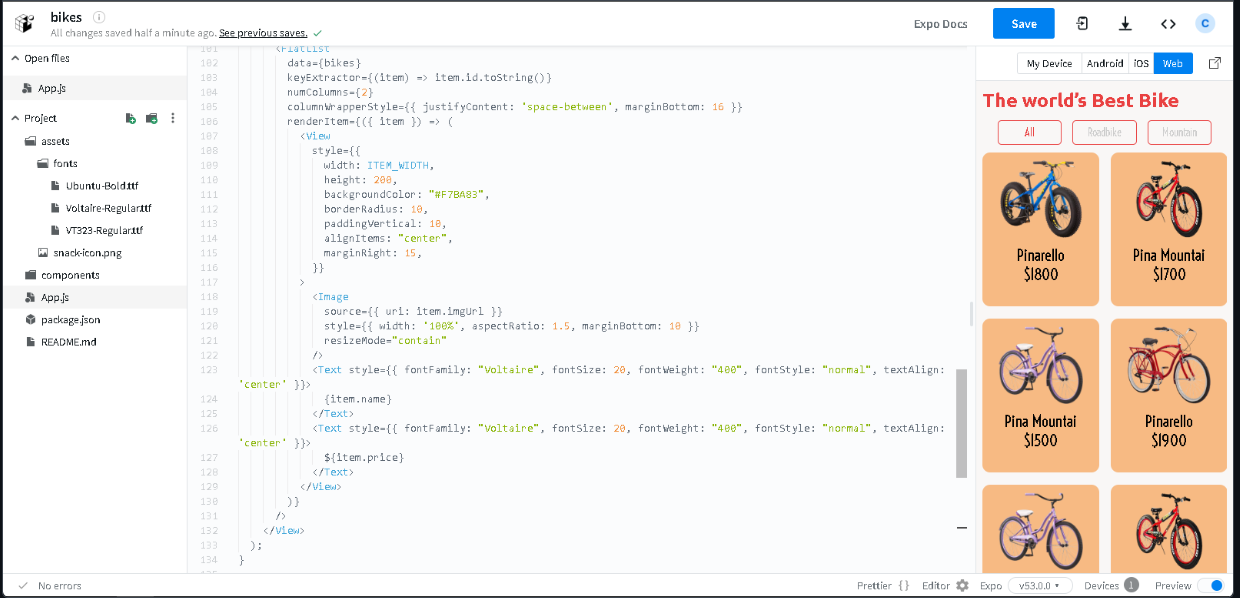 bikes
All changes saved half a minute ago. See previous saves.
Expo Docs
Save
C
Open files
App.js
Project
assets
fonts
Ubuntu-Bold.ttf
Voltaire-Regular.ttf
VT323-Regular.ttf
snack-icon.png
components
App.js
package.json
README.md
101 <FlatList
102 data={bikes}
103 keyExtractor={(item) => item.id.toString()}
104 numColumns={2}
105 columnWrapperStyle={{ justifyContent: 'space-between', marginBottom: 16 }}
106 renderItem={({ item }) => (
107 <View
108 style={{
109 width: ITEM_WIDTH,
110 height: 200,
111 backgroundColor: "#F7BA83",
112 borderRadius: 10,
113 paddingVertical: 10,
114 alignItems: "center",
115 marginRight: 15,
116 }}
117 >
118 <Image
119 source={{ uri: item.imgUrl }}
120 style={{ width: '100%', aspectRatio: 1.5, marginBottom: 10 }}
121 resizeMode="contain"
122 />
123 <Text style={{ fontFamily: "Voltaire", fontSize: 20, fontWeight: "400", fontStyle: "normal", textAlign:
'center' }}>
124 {item.name}
125 </Text>
126 <Text style={{ fontFamily: "Voltaire", fontSize: 20, fontWeight: "400", fontStyle: "normal", textAlign:
'center' }}>
127 ${item.price}
128 </Text>
129 </View>
130 )}
131 />
132 </View>
133 );
134 }
My Device Android iOS Web
The world's Best Bike
All Roadbike Mountain
Pinarello
$1800
Pina Mountai
$1700
Pina Mountai
$1500
Pinarello
$1900
No errors
Prettier {} Editor Expo v53.0.0 Devices 1 Preview